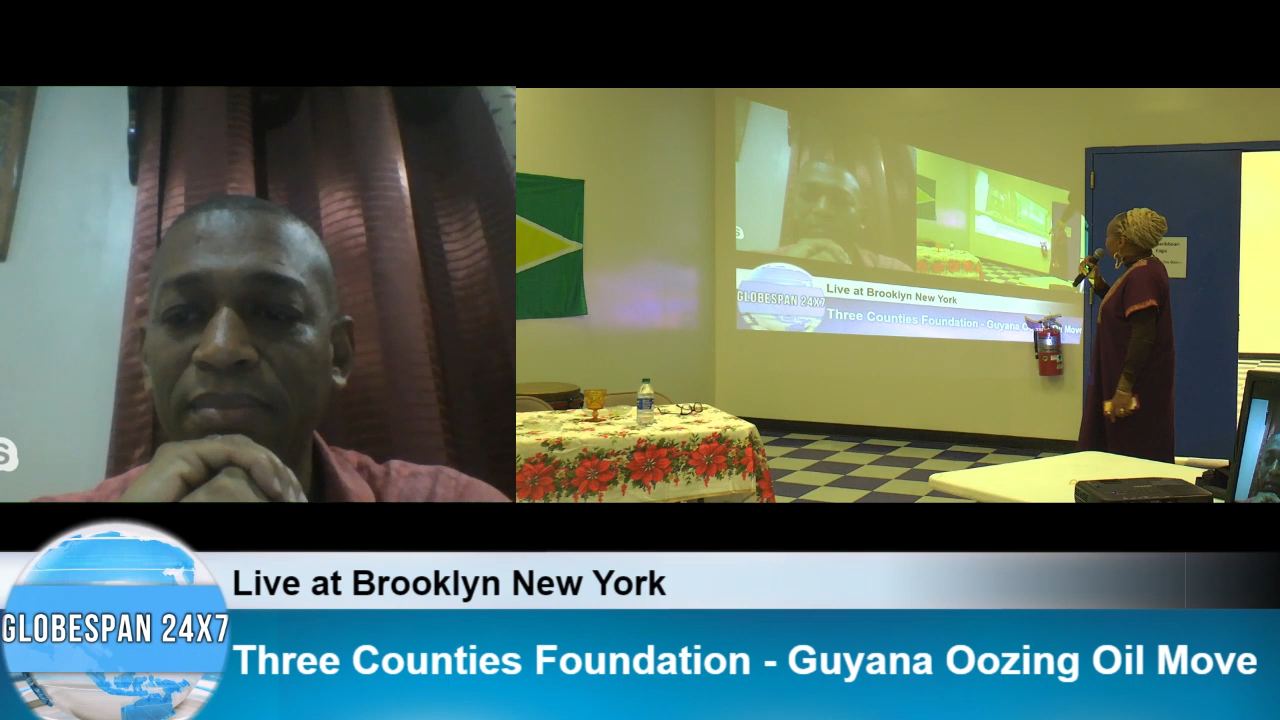 Live at Brooklyn New York
GLOBESPAN 24X7
Three Counties Foundation - Guyana
S
GLOBESPAN 24X7
Live at Brooklyn New York
Three Counties Foundation - Guyana Oozing Oil Move